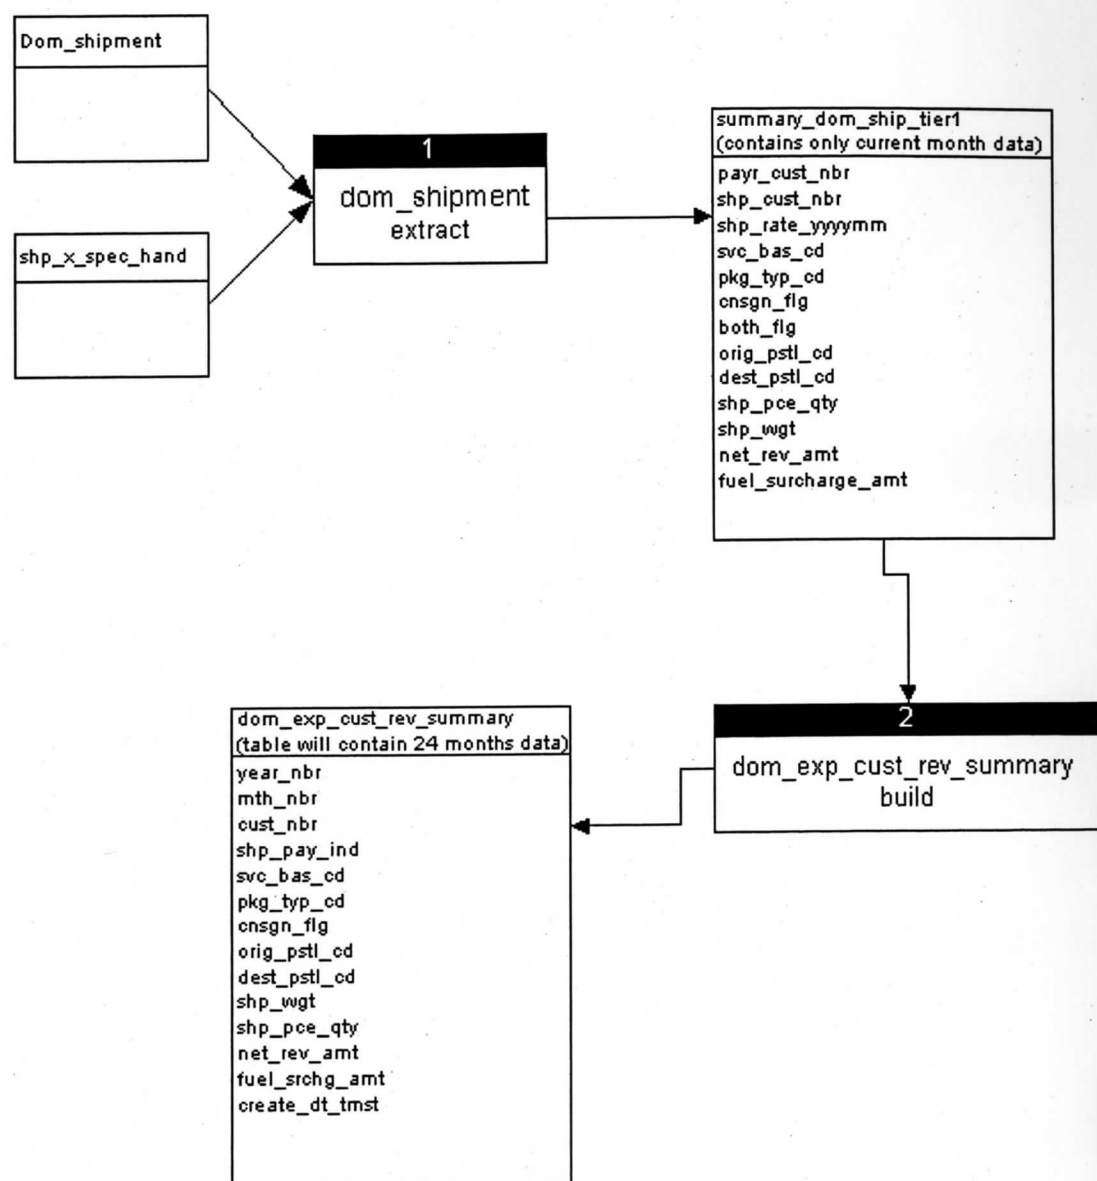 Dom_shipment
shp_x_spec_hand
1
dom_shipment
extract
summary_dom_ship_tier1
(contains only current month data)
payr_cust_nbr
shp_cust_nbr
shp_rate_yyyymm
svc_bas_cd
pkg_typ_cd
cnsgn_flg
both_flg
orig_pstl_cd
dest_pstl_cd
shp_pce_qty
shp_wgt
net_rev_amt
fuel_surcharge_amt
2
dom_exp_cust_rev_summary
build
dom_exp_cust_rev_summary
(table will contain 24 months data)
year_nbr
mth_nbr
cust_nbr
shp_pay_ind
svc_bas_cd
pkg_typ_cd
cnsgn_flg
orig_pstl_cd
dest_pstl_cd
shp_wgt
shp_pce_qty
net_rev_amt
fuel_srchg_amt
create_dt_tmst